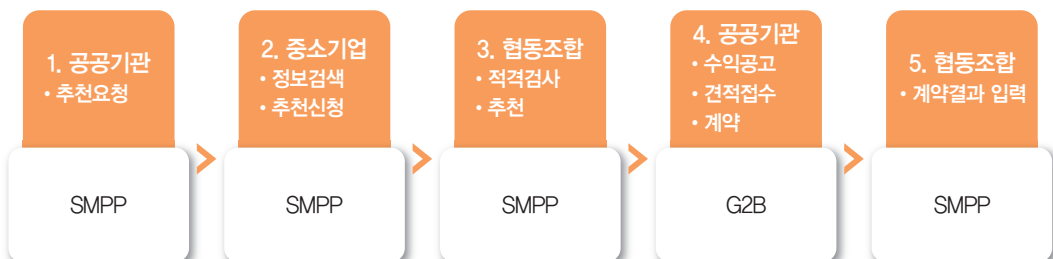 1. 공공기관
• 추천요청
SMPP
2. 중소기업
• 정보검색
• 추천신청
SMPP
3. 협동조합
• 적격검사
• 추천
SMPP
4. 공공기관
• 수익공고
• 견적접수
• 계약
G2B
5. 협동조합
• 계약결과 입력
SMPP